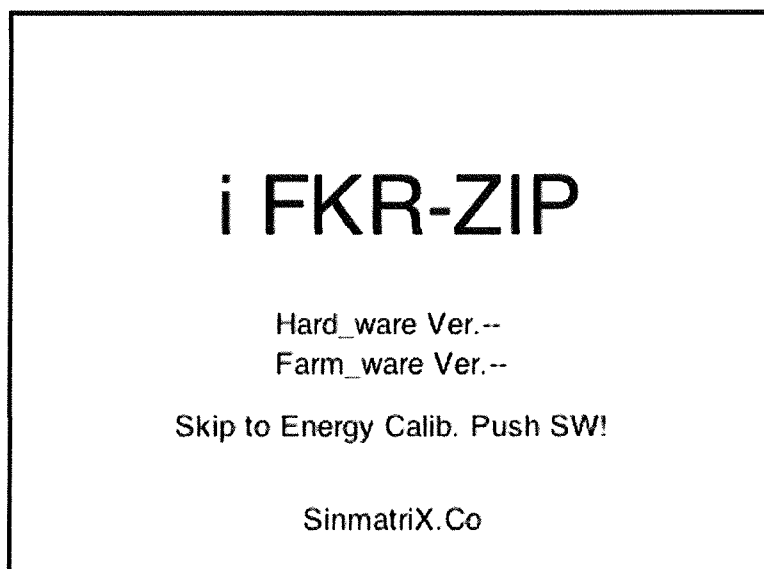 i FKR-ZIP
Hard_ware Ver.--
Farm_ware Ver.--
Skip to Energy Calib. Push SW!
SinmatriX.Co